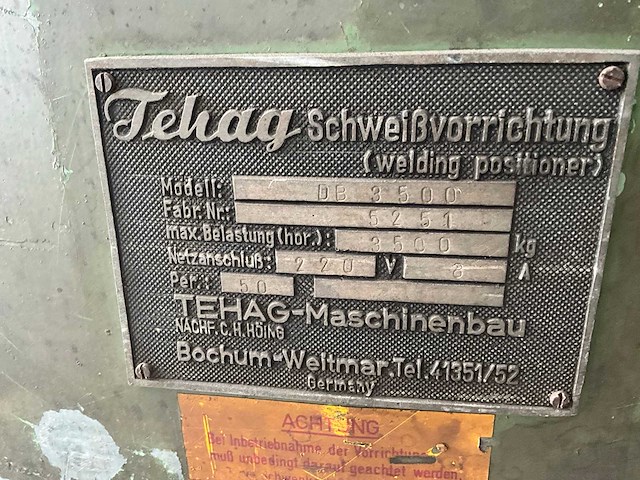 Tehag Schweißvorrichtung
(welding positioner)
Modell: DB 3500
Fabr. Nr.: 5251
max. Belastung (hor.): 3500 kg
Netzanschluß: 220 V 8 A
Per.: 50
TEHAG-Maschinenbau
NACHF. C. H. HÖING
Bochum-Weitmar. Tel. 41351/52
Germany
ACHTUNG
Bei Inbetriebnahme der Vorrichtung
muß unbedingt darauf geachtet werden